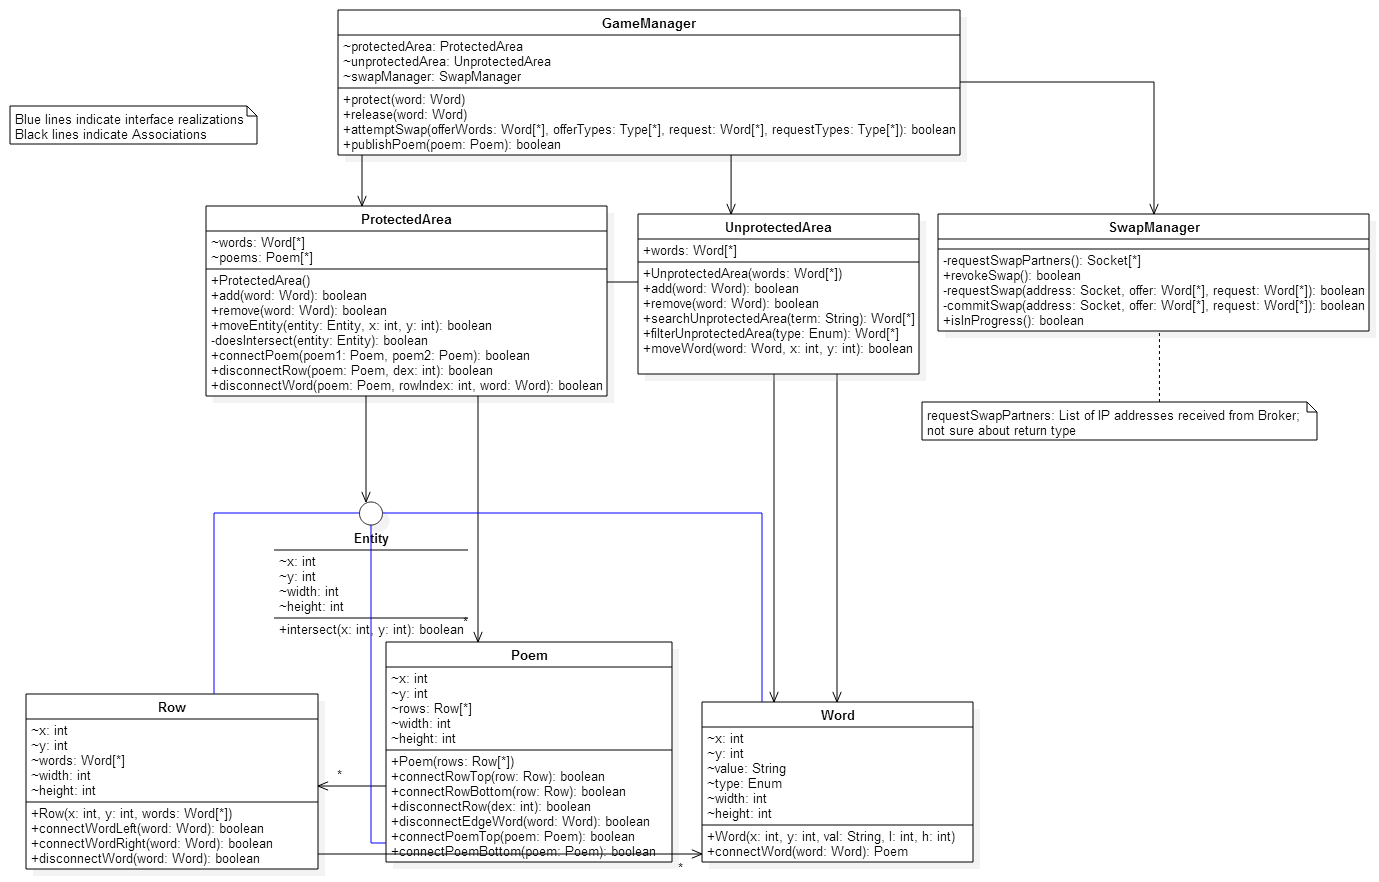 GameManager
~protectedArea: ProtectedArea
~unprotectedArea: UnprotectedArea
~swapManager: SwapManager
+protect(word: Word)
+release(word: Word)
+attemptSwap(offerWords: Word[*], offerTypes: Type[*], request: Word[*], requestTypes: Type[*]): boolean
+publishPoem(poem: Poem): boolean
Blue lines indicate interface realizations
Black lines indicate Associations
ProtectedArea
~words: Word[*]
~poems: Poem[*]
+ProtectedArea()
+add(word: Word): boolean
+remove(word: Word): boolean
+moveEntity(entity: Entity, x: int, y: int): boolean
-doesIntersect(entity: Entity): boolean
+connectPoem(poem1: Poem, poem2: Poem): boolean
+disconnectRow(poem: Poem, dex: int): boolean
+disconnectWord(poem: Poem, rowIndex: int, word: Word): boolean
UnprotectedArea
+words: Word[*]
+UnprotectedArea(words: Word[*])
+add(word: Word): boolean
+remove(word: Word): boolean
+searchUnprotectedArea(term: String): Word[*]
+filterUnprotectedArea(type: Enum): Word[*]
+moveWord(word: Word, x: int, y: int): boolean
SwapManager
-requestSwapPartners(): Socket[*]
+revokeSwap(): boolean
-requestSwap(address: Socket, offer: Word[*], request: Word[*]): boolean
-commitSwap(address: Socket, offer: Word[*], request: Word[*]): boolean
+isInProgress(): boolean
requestSwapPartners: List of IP addresses received from Broker;
not sure about return type
Entity
~x: int
~y: int
~width: int
~height: int
+intersect(x: int, y: int): boolean
*
Poem
~x: int
~y: int
~rows: Row[*]
~width: int
~height: int
+Poem(rows: Row[*])
+connectRowTop(row: Row): boolean
+connectRowBottom(row: Row): boolean
+disconnectRow(dex: int): boolean
+disconnectEdgeWord(word: Word): boolean
+connectPoemTop(poem: Poem): boolean
+connectPoemBottom(poem: Poem): boolean
Row
~x: int
~y: int
~words: Word[*]
~width: int
~height: int
+Row(x: int, y: int, words: Word[*])
+connectWordLeft(word: Word): boolean
+connectWordRight(word: Word): boolean
+disconnectWord(word: Word): boolean
*
Word
~x: int
~y: int
~value: String
~type: Enum
~width: int
~height: int
+Word(x: int, y: int, val: String, l: int, h: int)
+connectWord(word: Word): Poem
*